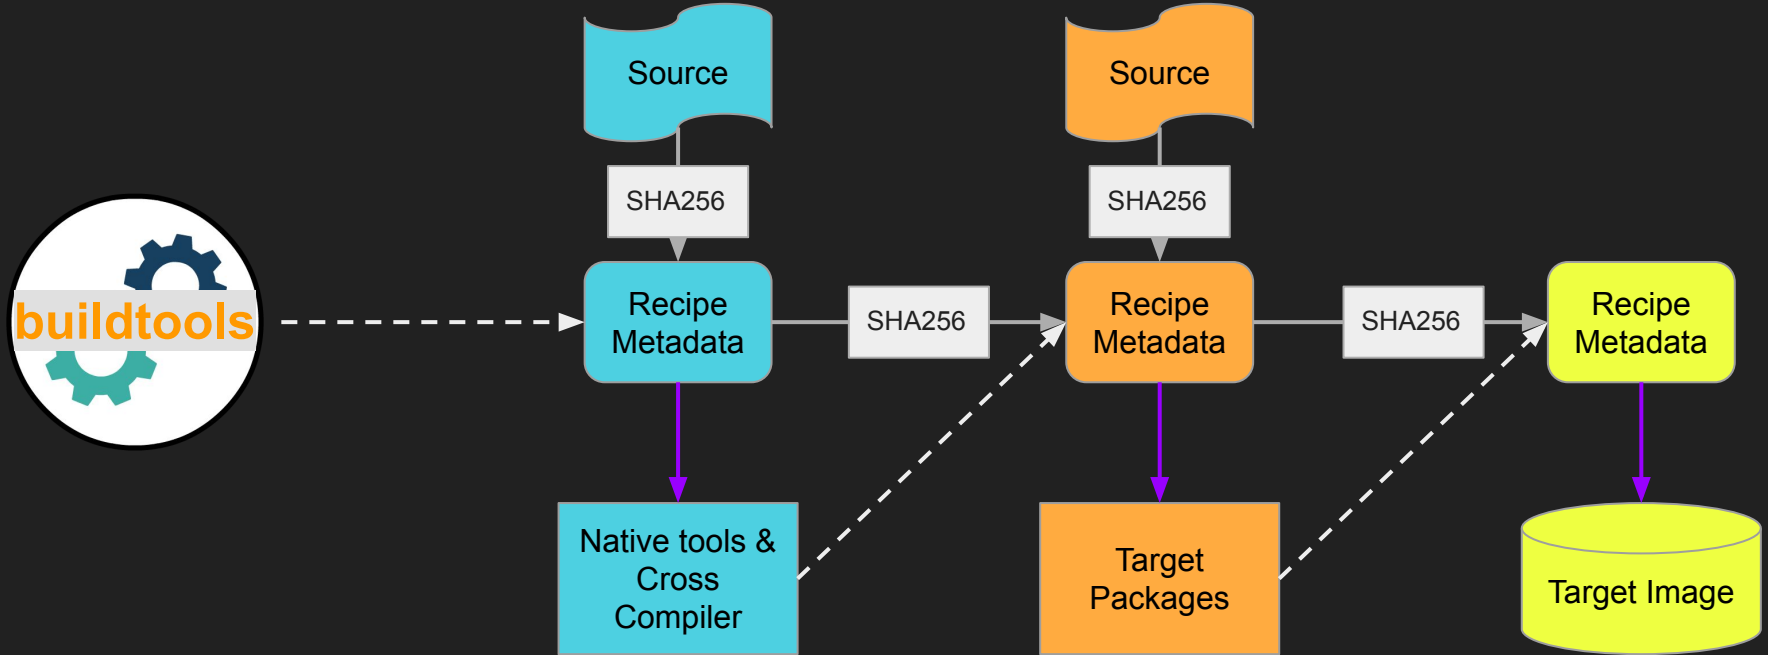 Source
Source
SHA256
SHA256
buildtools
Recipe
Metadata
SHA256
Recipe
Metadata
SHA256
Recipe
Metadata
Native tools &
Cross
Compiler
Target
Packages
Target Image